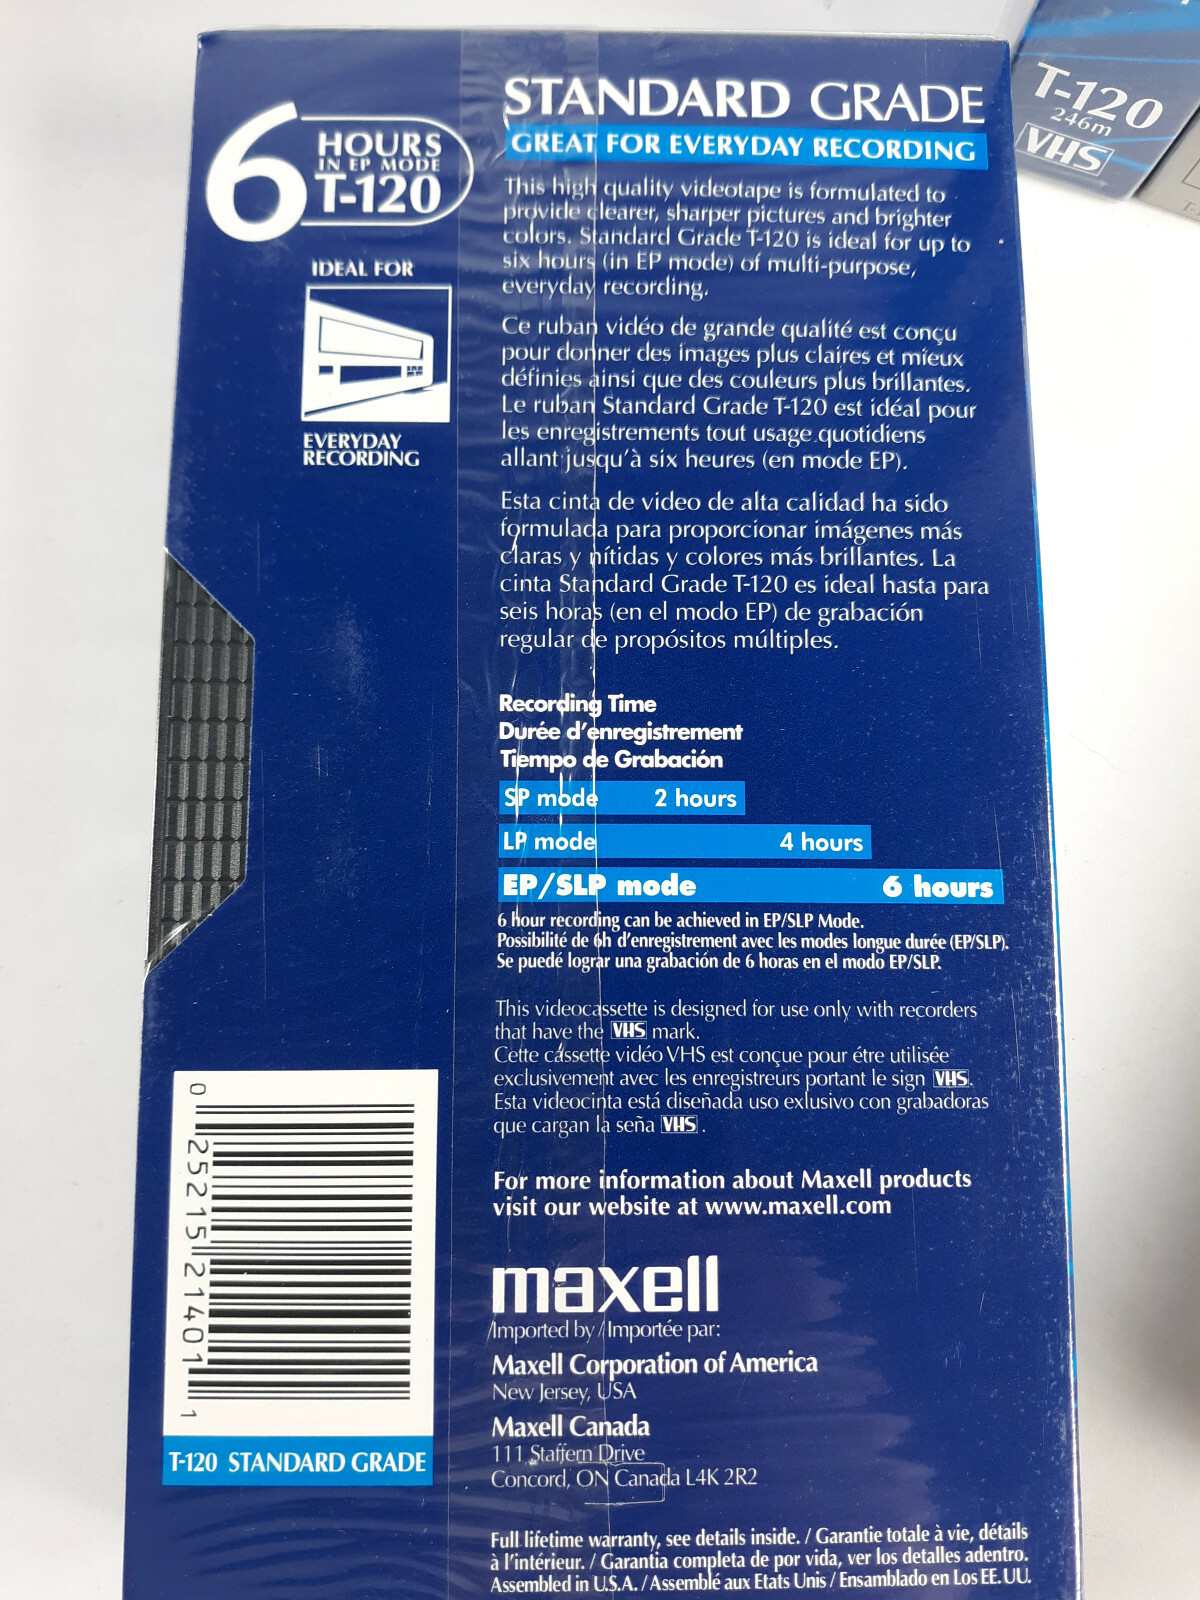 6
HOURS
IN EP MODE
T-120
IDEAL FOR
EVERYDAY
RECORDING
STANDARD GRADE
GREAT FOR EVERYDAY RECORDING
This high quality videotape is formulated to
provide clearer, sharper pictures and brighter
colors. Standard Grade T-120 is ideal for up to
six hours (in EP mode) of multi-purpose,
everyday recording.
Ce ruban vidéo de grande qualité est conçu
pour donner des images plus claires et mieux
définies ainsi que des couleurs plus brillantes.
Le ruban Standard Grade T-120 est idéal pour
les enregistrements tout usage quotidiens
allant jusqu'à six heures (en mode EP).
Esta cinta de video de alta calidad ha sido
formulada para proporcionar imágenes más
claras y nítidas y colores más brillantes. La
cinta Standard Grade T-120 es ideal hasta para
seis horas (en el modo EP) de grabación
regular de propósitos múltiples.
Recording Time
Durée d'enregistrement
Tiempo de Grabación
SP mode 2 hours
LP mode 4 hours
EP/SLP mode 6 hours
6 hour recording can be achieved in EP/SLP Mode.
Possibilité de 6h d'enregistrement avec les modes longue durée (EP/SLP).
Se puedé lograr una grabación de 6 horas en el modo EP/SLP.
This videocassette is designed for use only with recorders
that have the VHS mark.
Cette cássette vidéo VHS est conçue pour étre utilisée
exclusivement avec les enregistreurs portant le sign VHS.
Esta videocinta está diseñada uso exlusivo con grabadoras
que cargan la seña VHS.
For more information about Maxell products
visit our website at www.maxell.com
maxell
Imported by / Importée par:
Maxell Corporation of America
New Jersey, USA
Maxell Canada
111 Staffern Drive
Concord, ON Canada L4K 2R2
Full lifetime warranty, see details inside. / Garantie totale à vie, détails
à l'intérieur. / Garantia completa de por vida, ver los detalles adentro.
Assembled in U.S.A. / Assemblé aux Etats Unis / Ensamblado en Los EE. UU.
0 25215 21401 1
T-120 STANDARD GRADE
T-120
246m
VHS